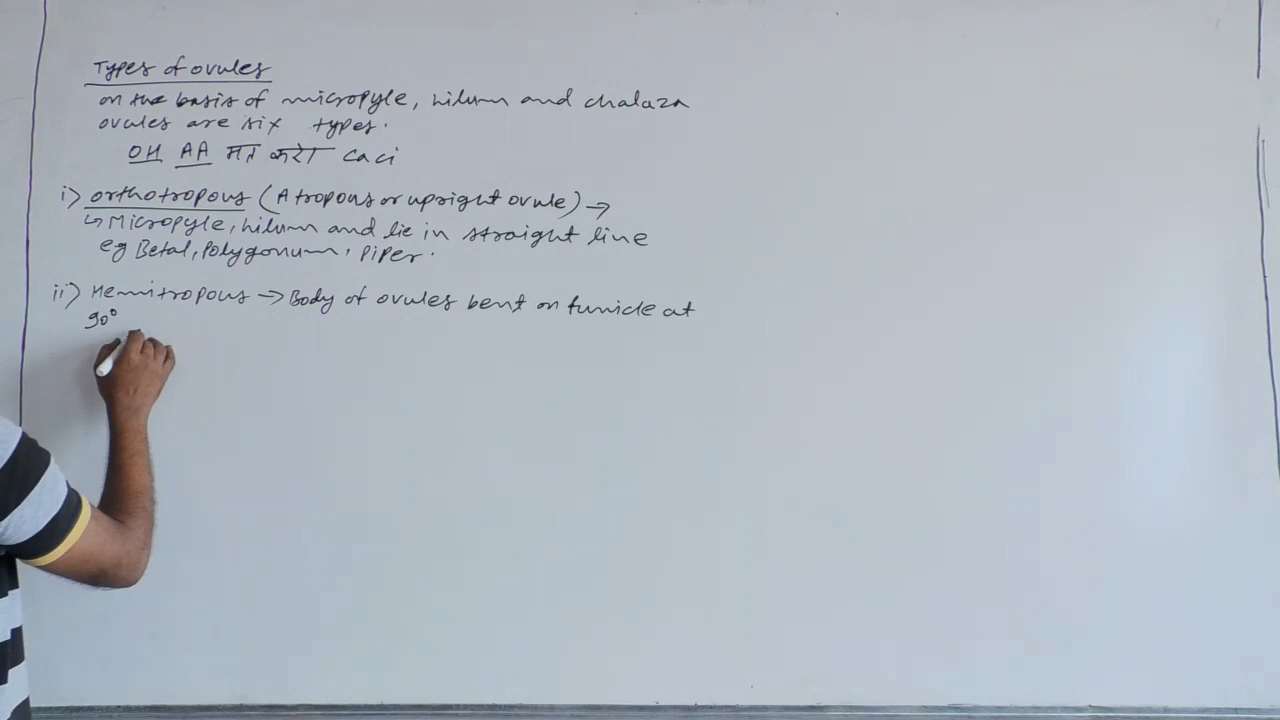 Types of ovules
on the basis of micropyle, hilum and chalaza
ovules are six types.
OH AA मत करो caci
i) orthotropous (Atropous or upright ovule) →
↳ Micropyle, hilum and lie in straight line
eg Betal, Polygonum, Piper.
ii) Hemitropous → Body of ovules bent on funicle at
90°